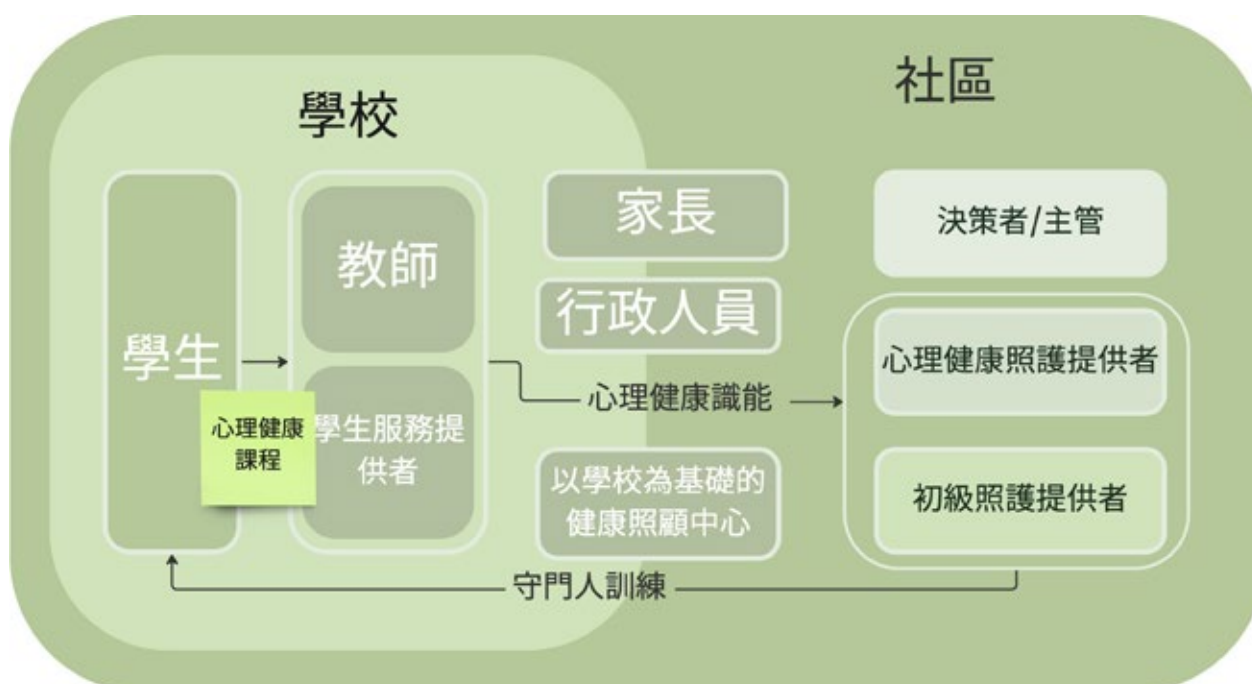 社區
學校
學生
心理健康
課程
教師
學生服務提
供者
家長
行政人員
心理健康識能
以學校為基礎的
健康照顧中心
決策者/主管
心理健康照護提供者
初級照護提供者
守門人訓練